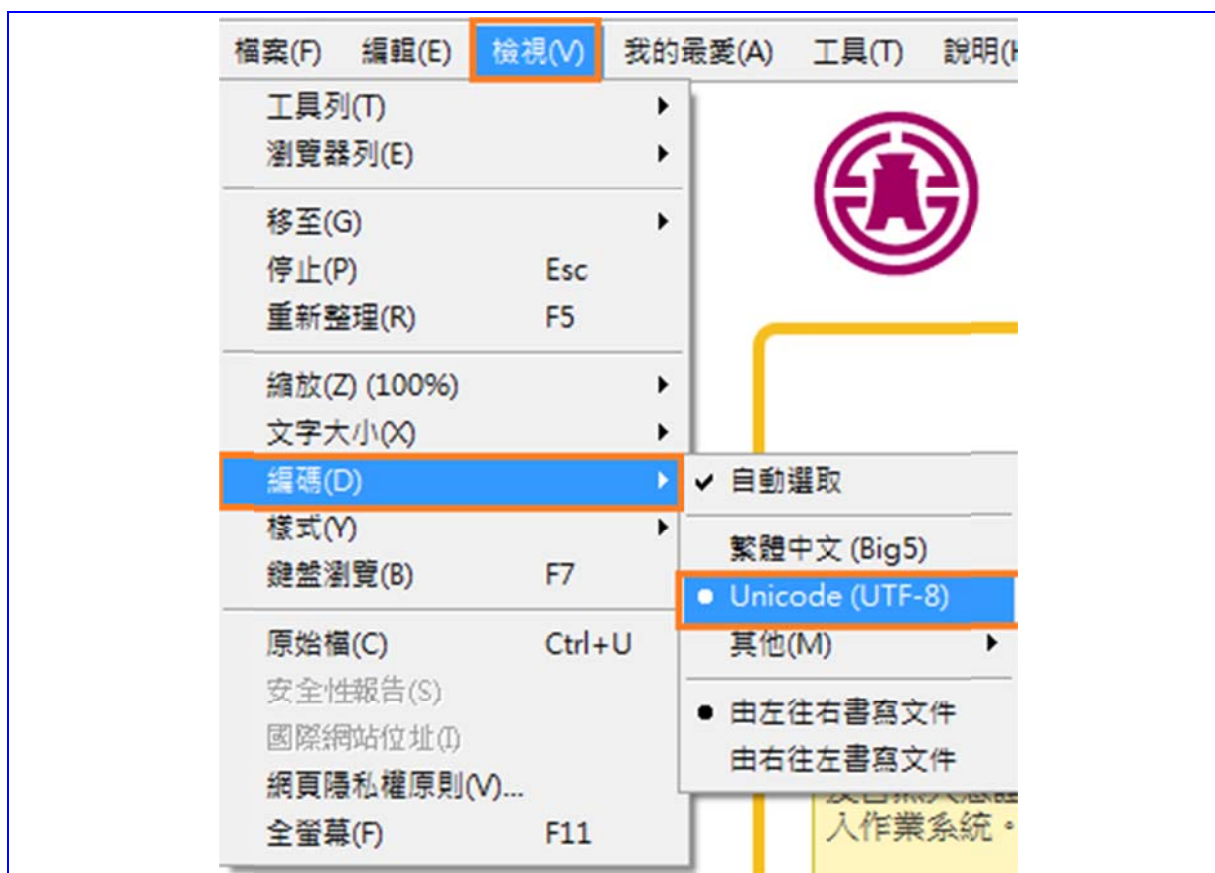 檔案(F) 編輯(E) 檢視(V) 我的最愛(A) 工具(T) 說明(H
工具列(T)
瀏覽器列(E)
移至(G)
停止(P) Esc
重新整理(R) F5
縮放(Z) (100%)
文字大小(X)
編碼(D)
自動選取
樣式(Y)
繁體中文 (Big5)
鍵盤瀏覽(B) F7
Unicode (UTF-8)
原始檔(C) Ctrl+U
其他(M)
安全性報告(S)
由左往右書寫文件
國際網站位址(I)
由右往左書寫文件
網頁隱私權原則(V)...
全螢幕(F) F11
入作業系統。